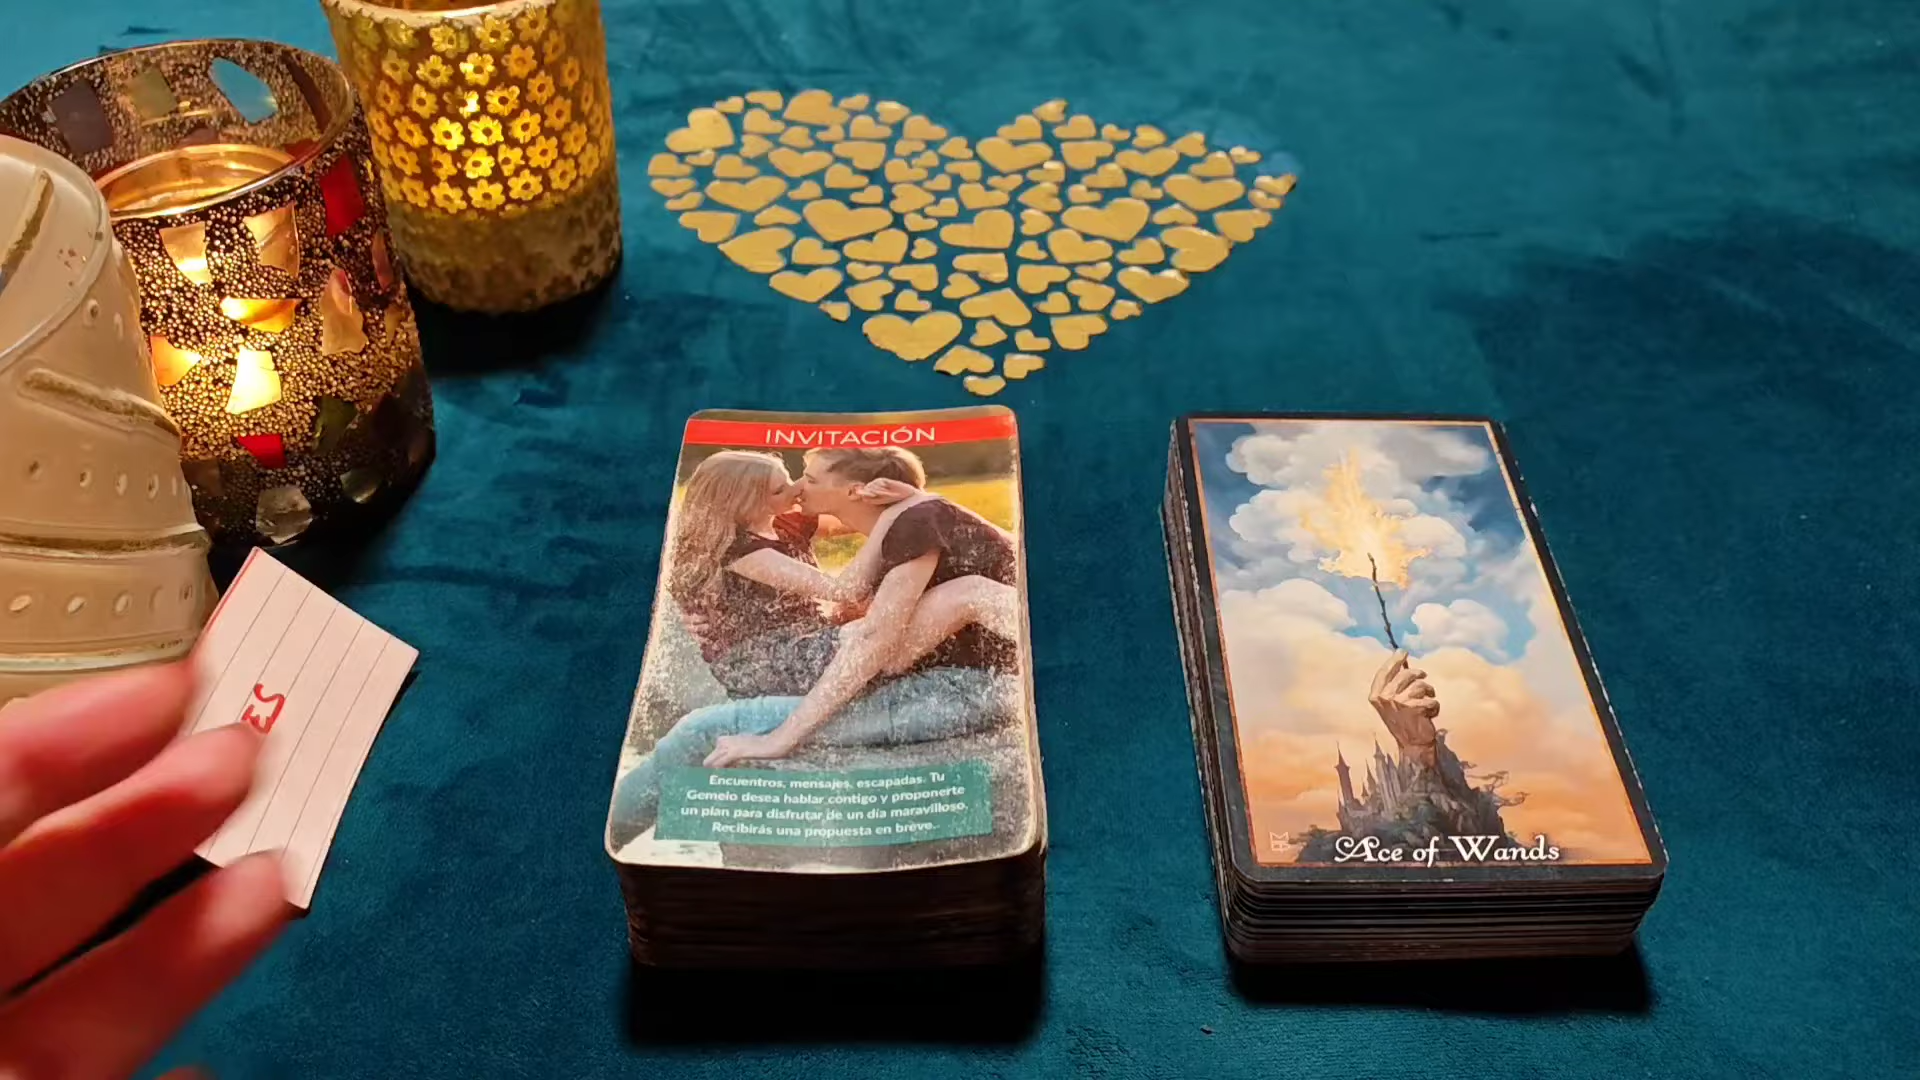 INVITACIÓN
Encuentros, mensajes, escapadas. Tu
Gemelo desea hablar contigo y proponerte
un plan para disfrutar de un día maravilloso.
Recibirás una propuesta en breve.
ES
Ace of Wands